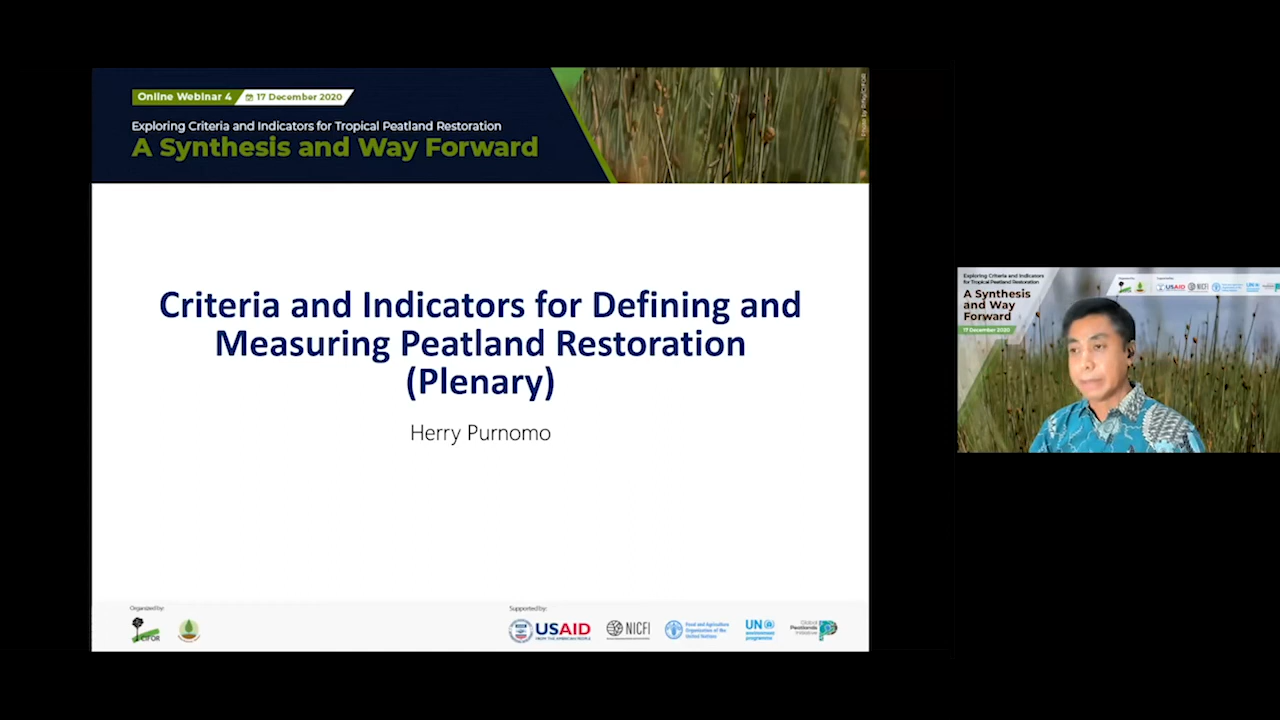 Online Webinar 4
17 December 2020
Exploring Criteria and Indicators for Tropical Peatland Restoration
A Synthesis and Way Forward
Criteria and Indicators for Defining and
Measuring Peatland Restoration
(Plenary)
Herry Purnomo
Organized by:
CIFOR
Supported by:
USAID
FROM THE AMERICAN PEOPLE
NICFI
Food and Agriculture
Organization of the
United Nations
UN
environment
programme
Global
Peatlands
Initiative
Exploring Criteria and Indicators
for Tropical Peatland Restoration
A Synthesis
and Way
Forward
17 December 2020
USAID
NICFI